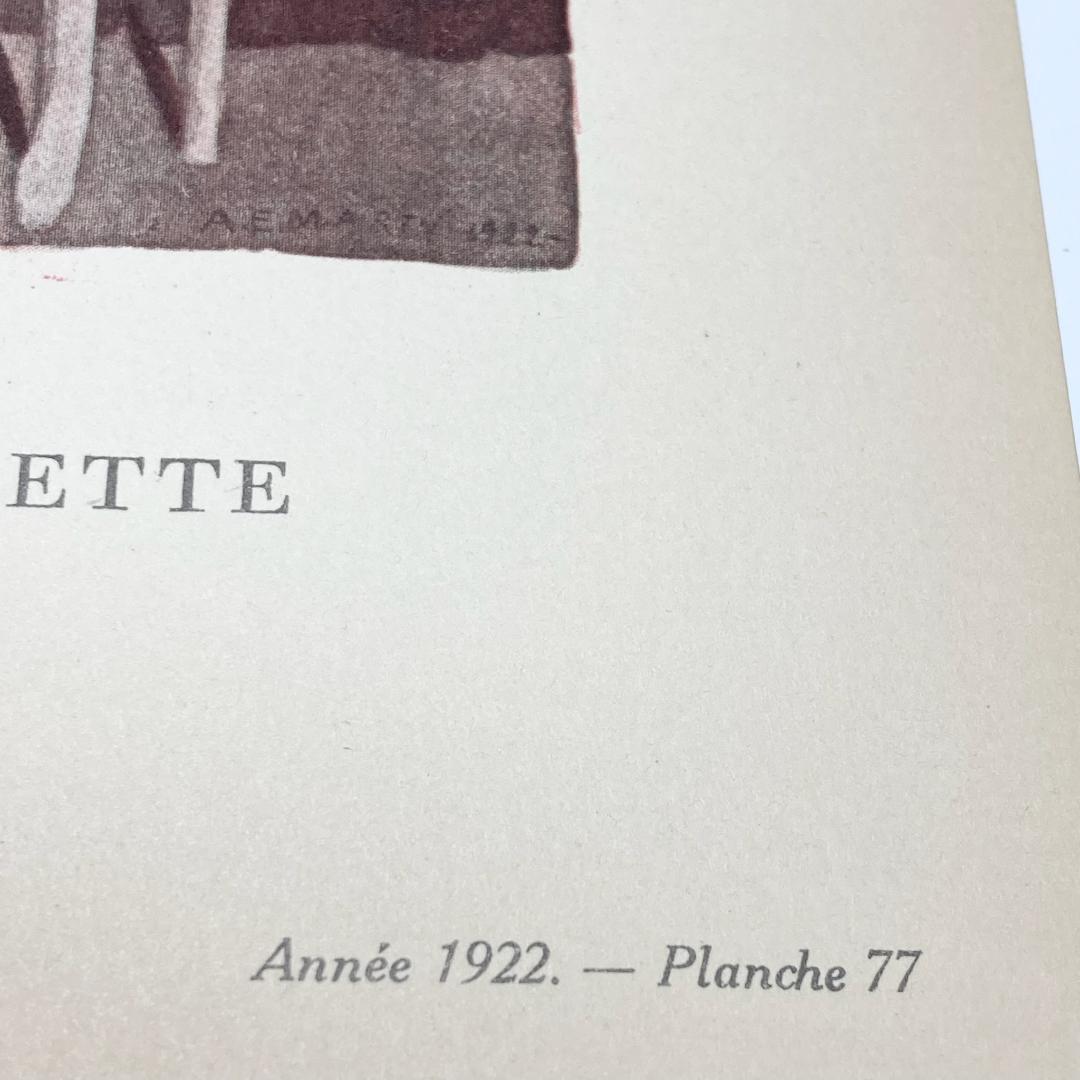 A.E.MARTY 1922-
ETTE
Année 1922. — Planche 77